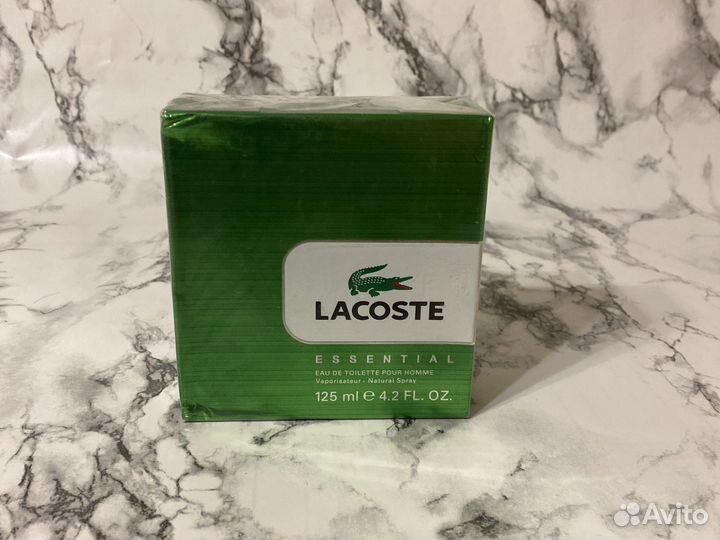 LACOSTE
ESSENTIAL
EAU DE TOILETTE POUR HOMME
Vaporisateur - Natural Spray
125 ml ℮ 4.2 FL. OZ.
Avito